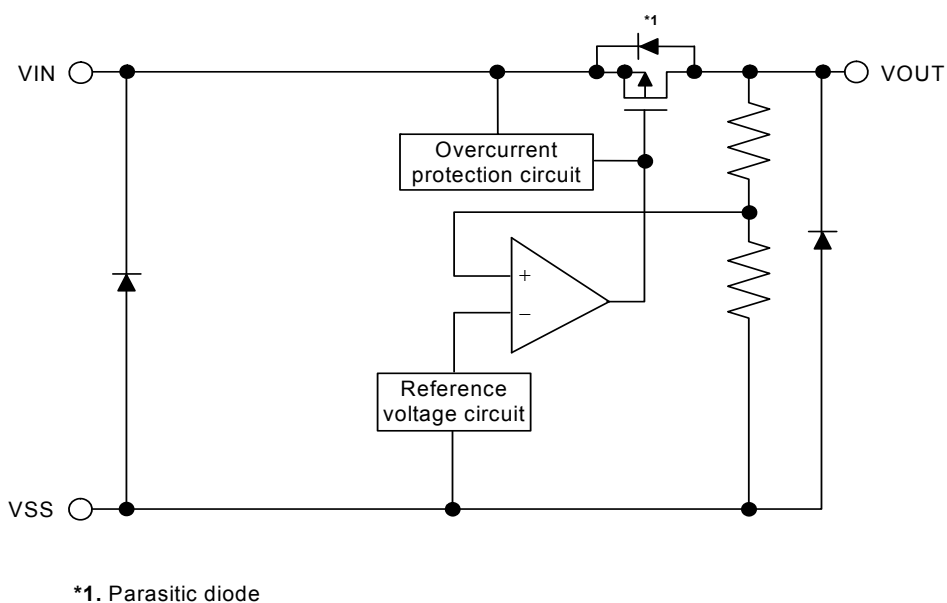 *1
VIN
VOUT
Overcurrent
protection circuit
+
−
Reference
voltage circuit
VSS
*1. Parasitic diode